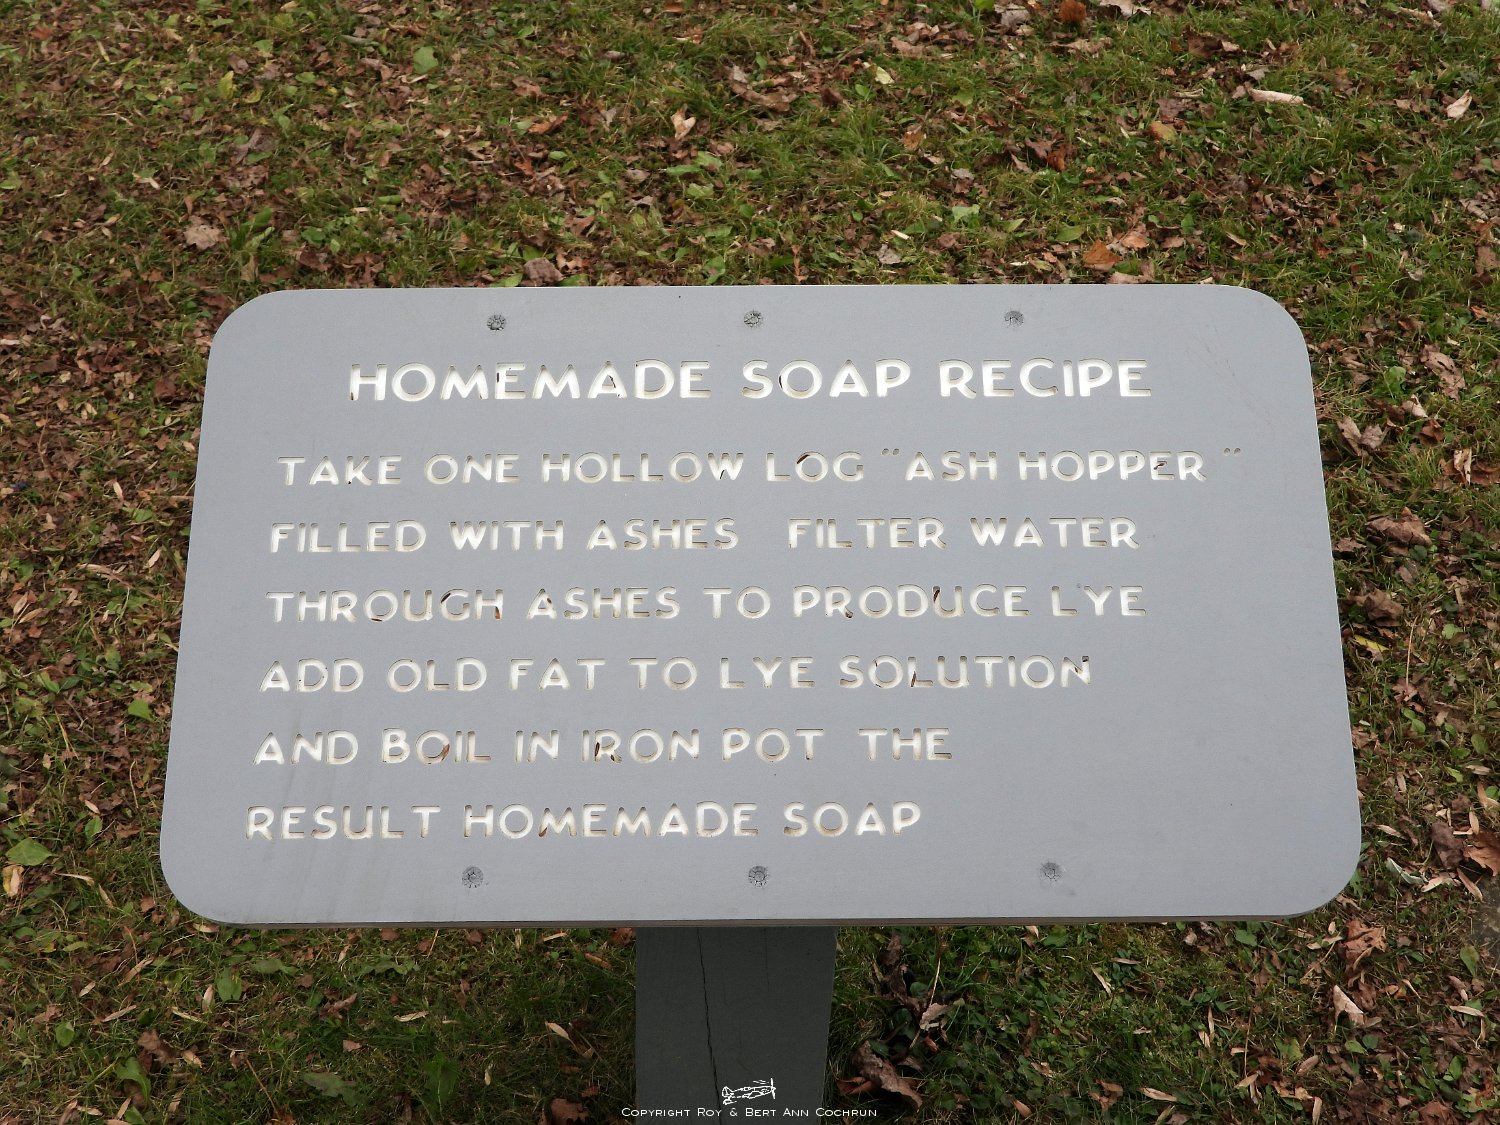 HOMEMADE SOAP RECIPE
TAKE ONE HOLLOW LOG "ASH HOPPER"
FILLED WITH ASHES FILTER WATER
THROUGH ASHES TO PRODUCE LYE
ADD OLD FAT TO LYE SOLUTION
AND BOIL IN IRON POT THE
RESULT HOMEMADE SOAP
COPYRIGHT ROY & BERT ANN COCHRUN